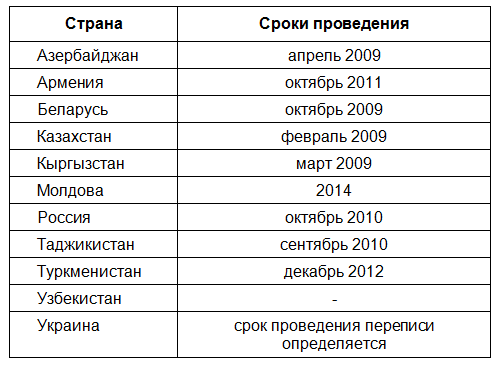 Страна Сроки проведения
Азербайджан апрель 2009
Армения октябрь 2011
Беларусь октябрь 2009
Казахстан февраль 2009
Кыргызстан март 2009
Молдова 2014
Россия октябрь 2010
Таджикистан сентябрь 2010
Туркменистан декабрь 2012
Узбекистан -
Украина срок проведения переписи
определяется